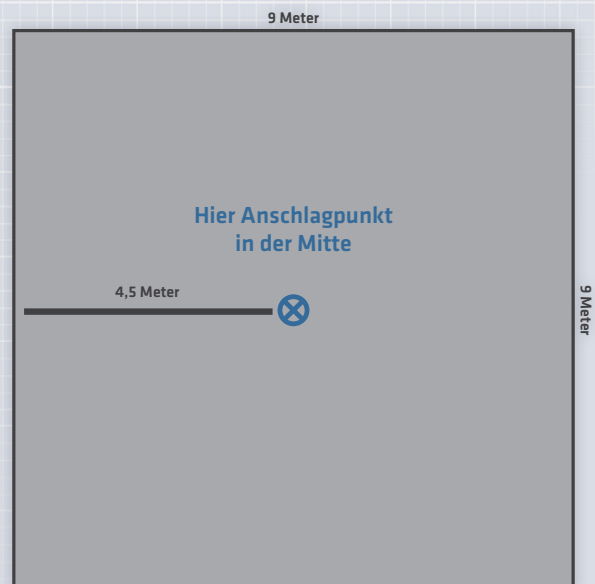 9 Meter
Hier Anschlagpunkt
in der Mitte
4,5 Meter
9 Meter